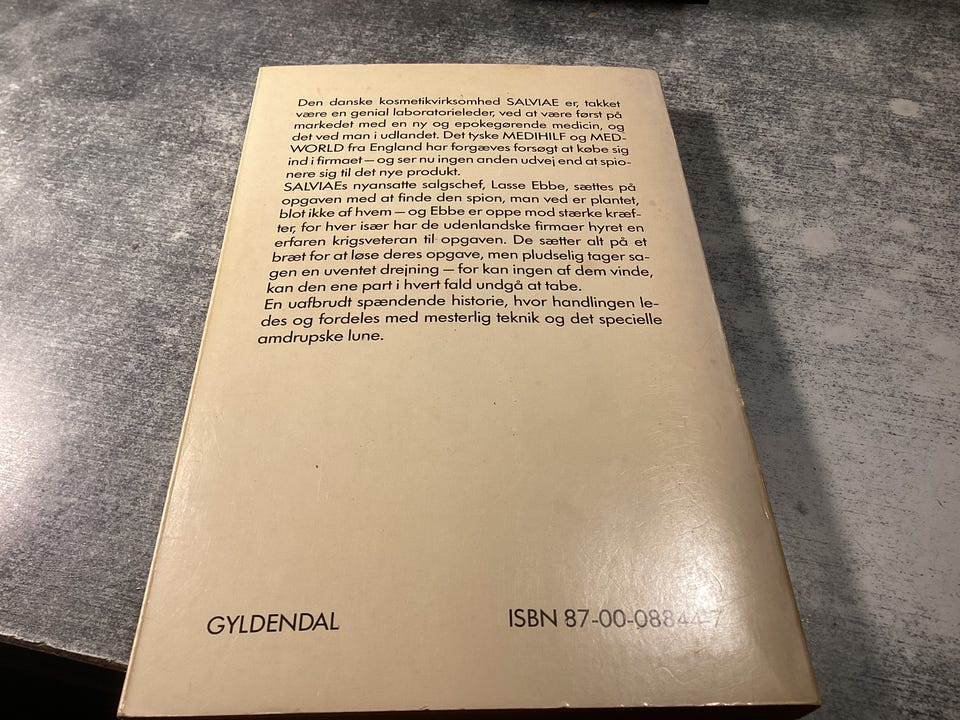 Den danske kosmetikvirksomhed SALVIAE er, takket
være en genial laboratorieleder, ved at være først på
markedet med en ny og epokegørende medicin, og
det ved man i udlandet. Det tyske MEDIHILF og MED-
WORLD fra England har forgæves forsøgt at købe sig
ind i firmaet — og ser nu ingen anden udvej end at spio-
nere sig til det nye produkt.
SALVIAEs nyansatte salgschef, Lasse Ebbe, sættes på
opgaven med at finde den spion, man ved er plantet,
blot ikke af hvem — og Ebbe er oppe mod stærke kræf-
ter, for hver især har de udenlandske firmaer hyret en
erfaren krigsveteran til opgaven. De sætter alt på et
bræt for at løse deres opgave, men pludselig tager sa-
gen en uventet drejning — for kan ingen af dem vinde,
kan den ene part i hvert fald undgå at tabe.
En uafbrudt spændende historie, hvor handlingen le-
des og fordeles med mesterlig teknik og det specielle
amdrupske lune.
GYLDENDAL
ISBN 87-00-08844-7